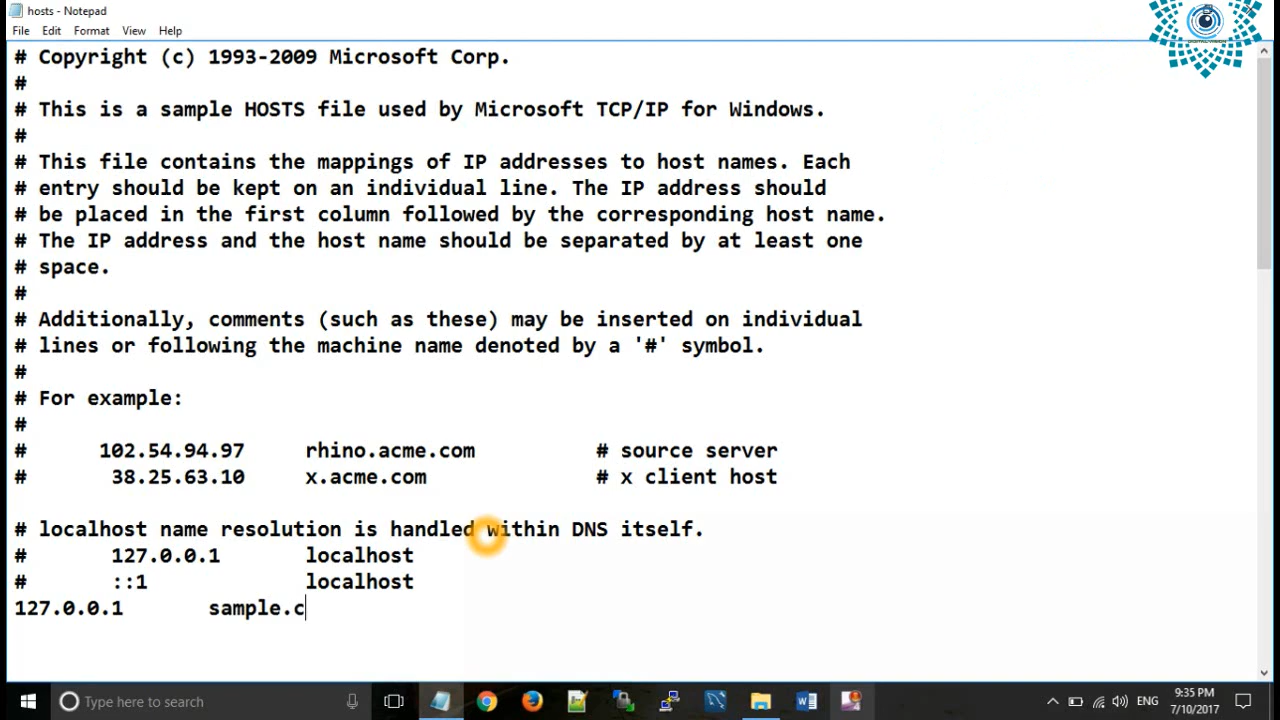 hosts - Notepad
File Edit Format View Help
# Copyright (c) 1993-2009 Microsoft Corp.
#
# This is a sample HOSTS file used by Microsoft TCP/IP for Windows.
#
# This file contains the mappings of IP addresses to host names. Each
# entry should be kept on an individual line. The IP address should
# be placed in the first column followed by the corresponding host name.
# The IP address and the host name should be separated by at least one
# space.
#
# Additionally, comments (such as these) may be inserted on individual
# lines or following the machine name denoted by a '#' symbol.
#
# For example:
#
#      102.54.94.97     rhino.acme.com          # source server
#       38.25.63.10     x.acme.com              # x client host

# localhost name resolution is handled within DNS itself.
#       127.0.0.1       localhost
#       ::1             localhost
127.0.0.1       sample.c
Type here to search
ENG
9:35 PM
7/10/2017